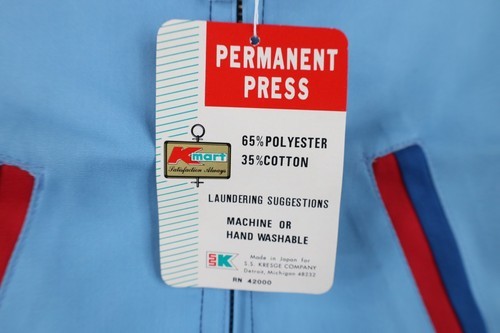 PERMANENT
PRESS
65% POLYESTER
35% COTTON
Kmart
Satisfaction Always
LAUNDERING SUGGESTIONS
MACHINE OR
HAND WASHABLE
SSK
Made in Japan for
S.S. KRESGE COMPANY
Detroit, Michigan 48232
RN 42000